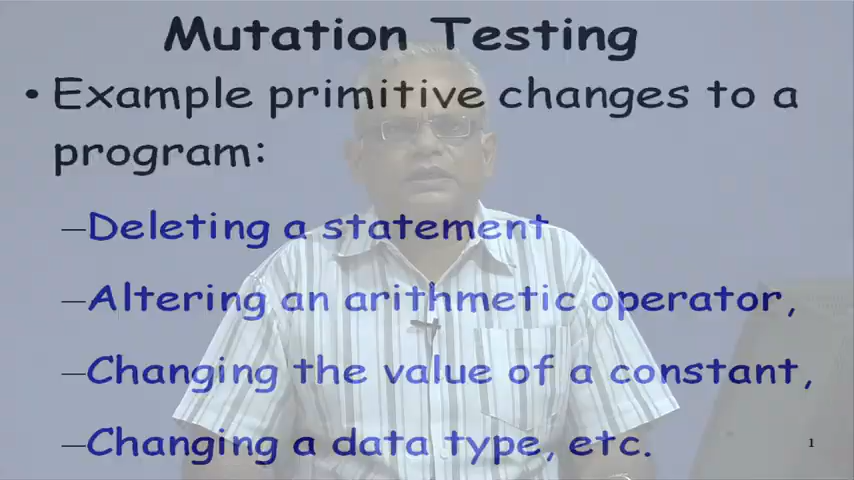 Mutation Testing
• Example primitive changes to a
program:
–Deleting a statement
–Altering an arithmetic operator,
–Changing the value of a constant,
–Changing a data type, etc.
1